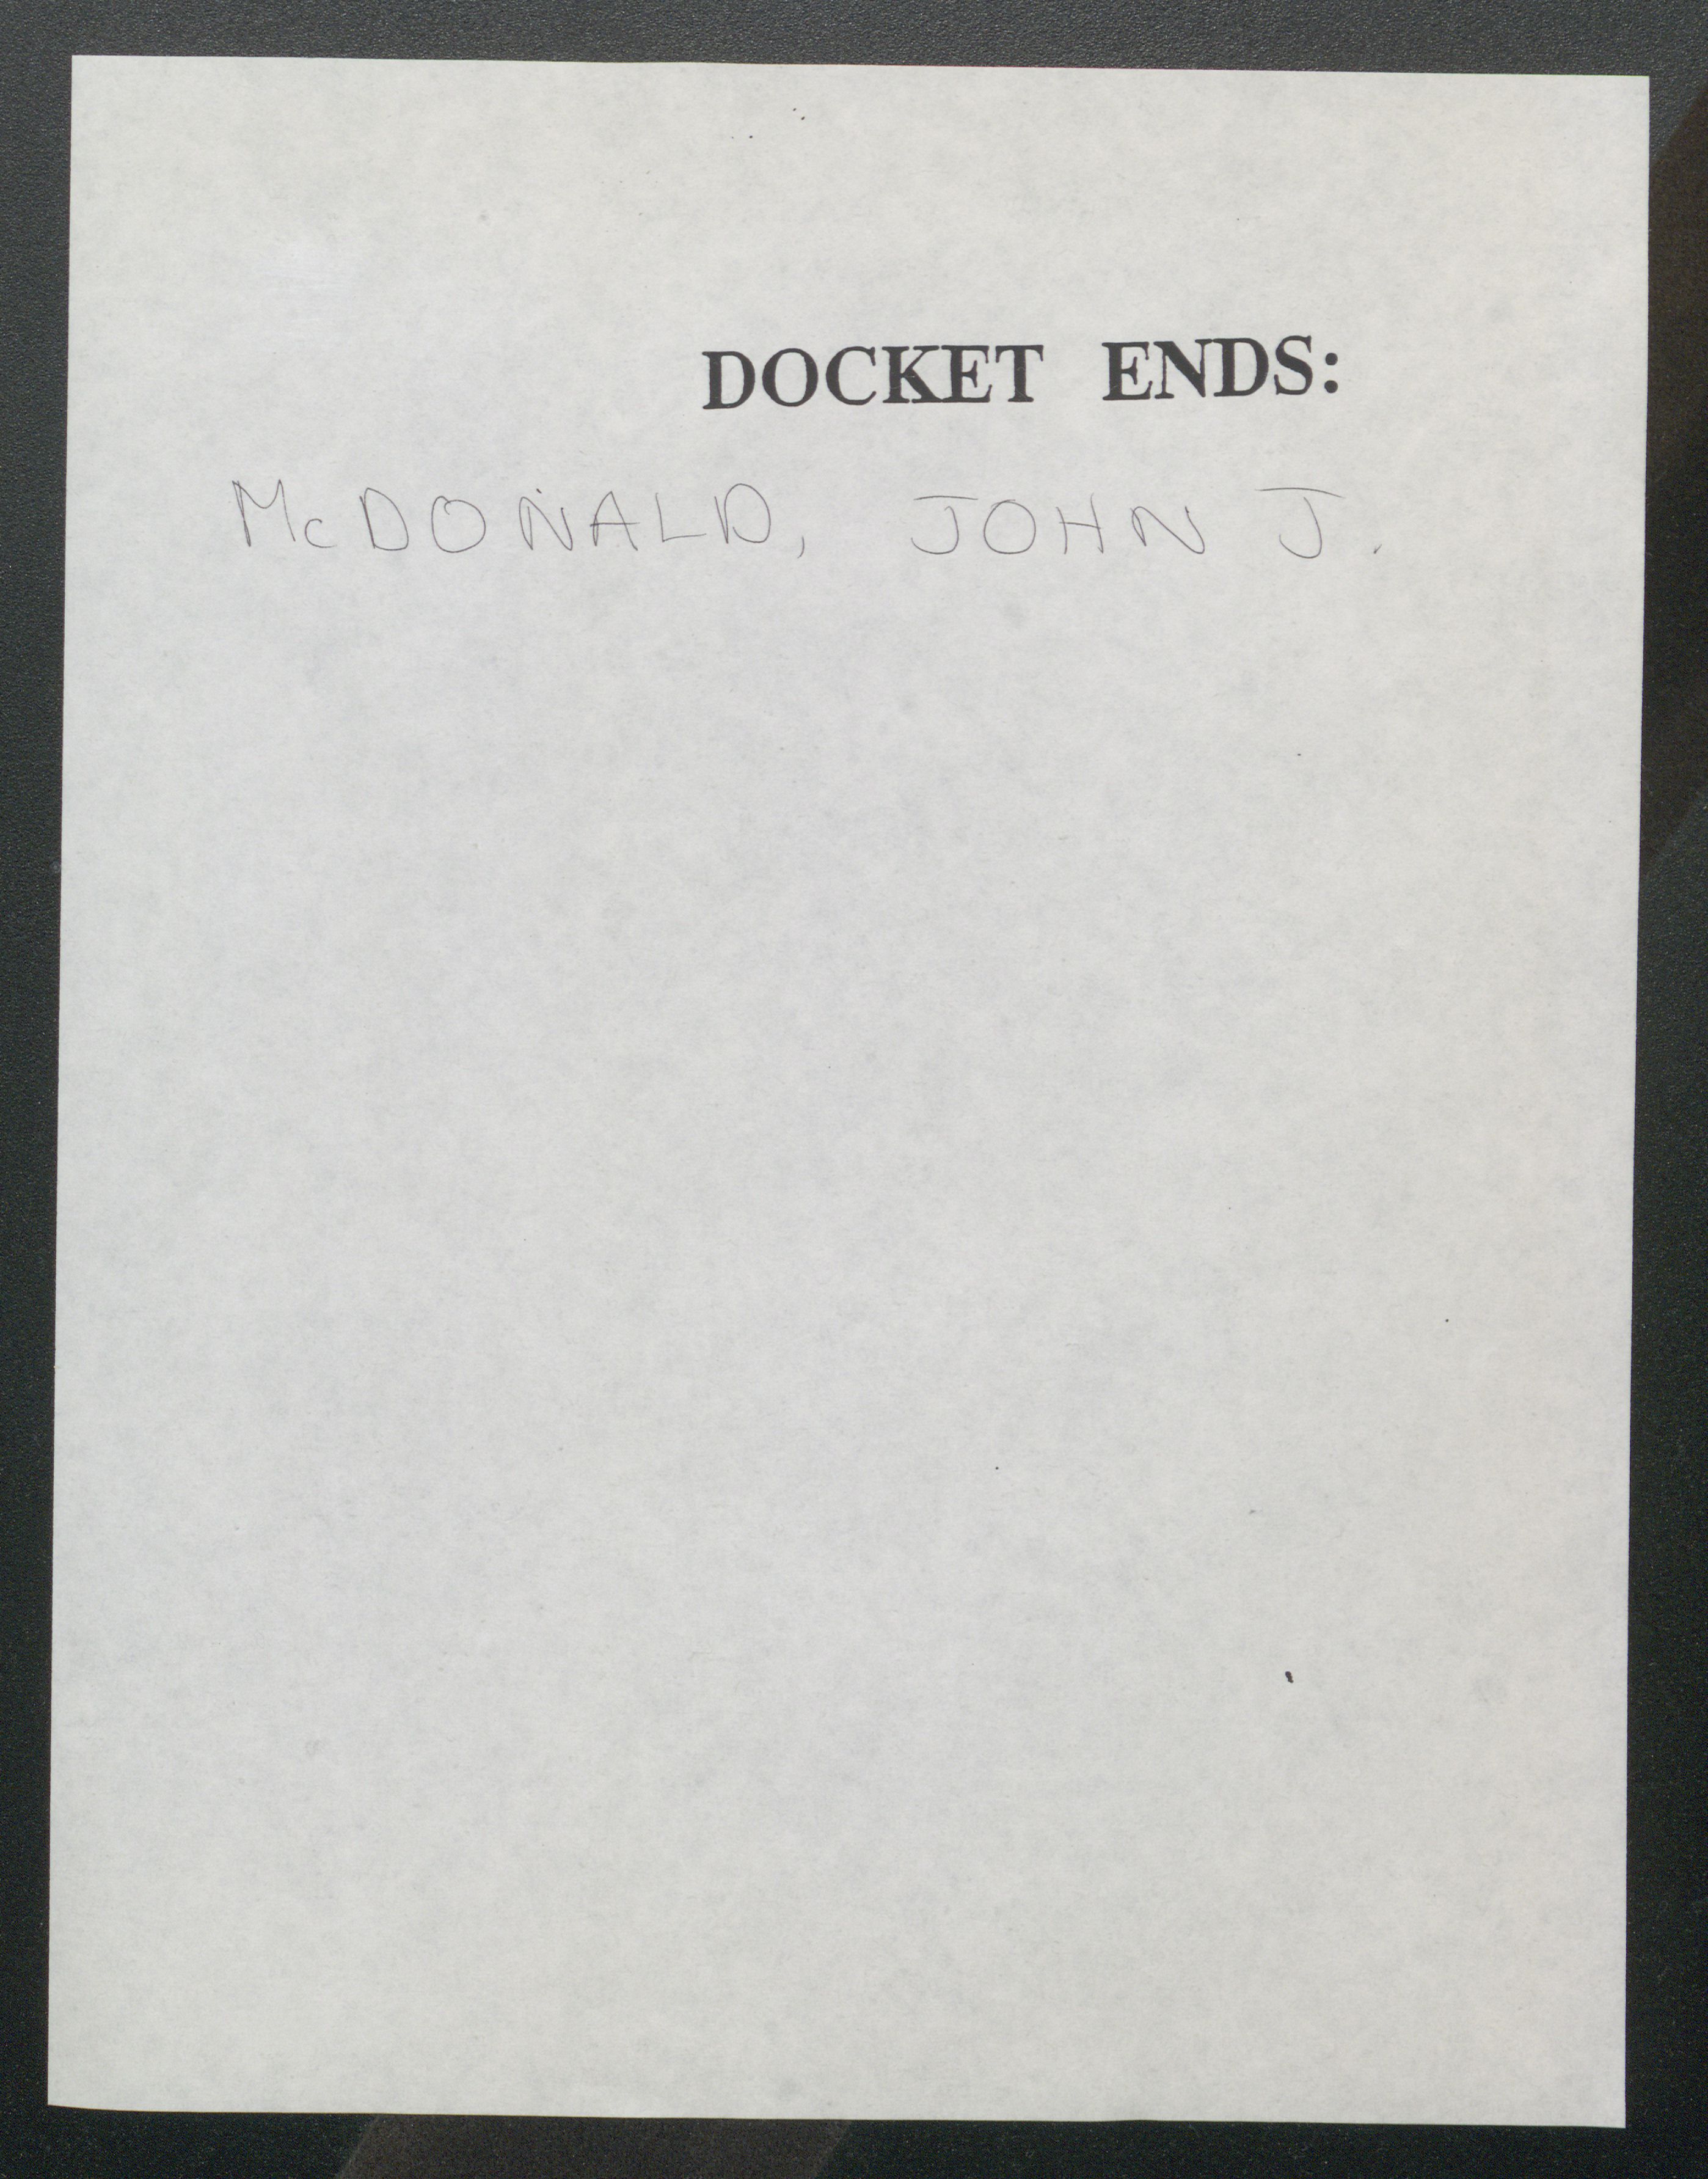 DOCKET ENDS:
McDONALD, JOHN J.